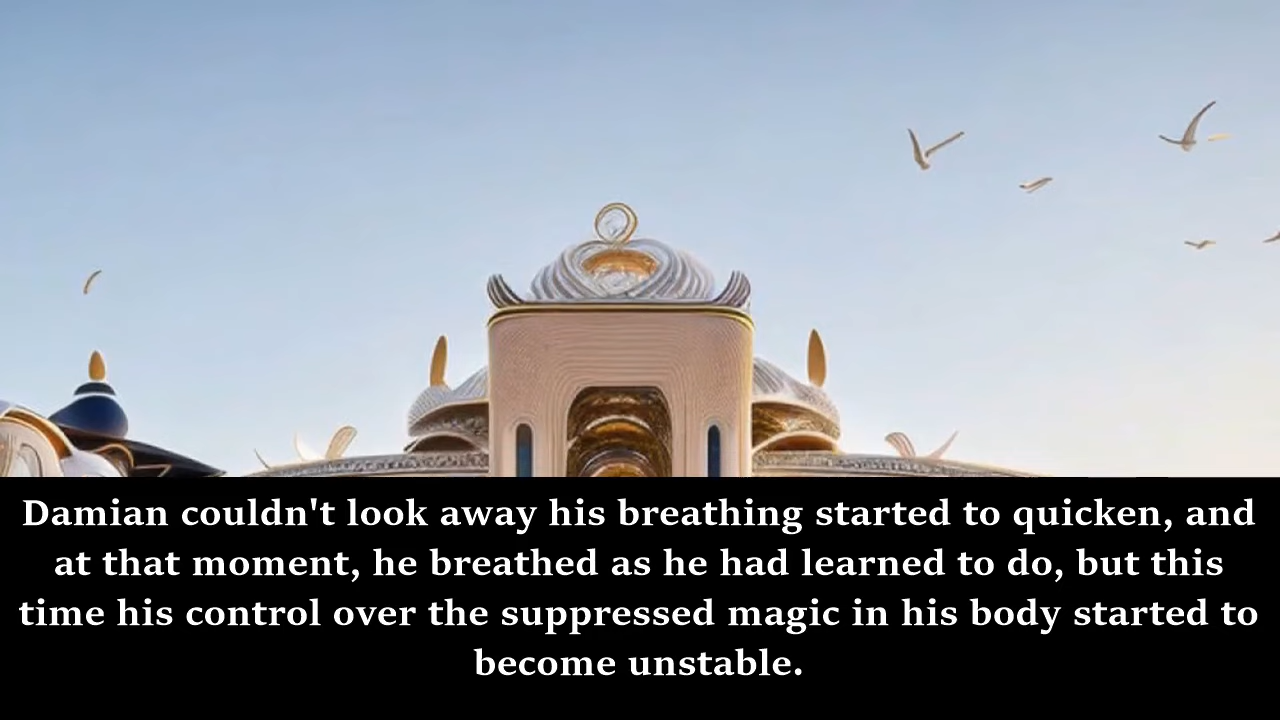 Damian couldn't look away his breathing started to quicken, and
at that moment, he breathed as he had learned to do, but this
time his control over the suppressed magic in his body started to
become unstable.